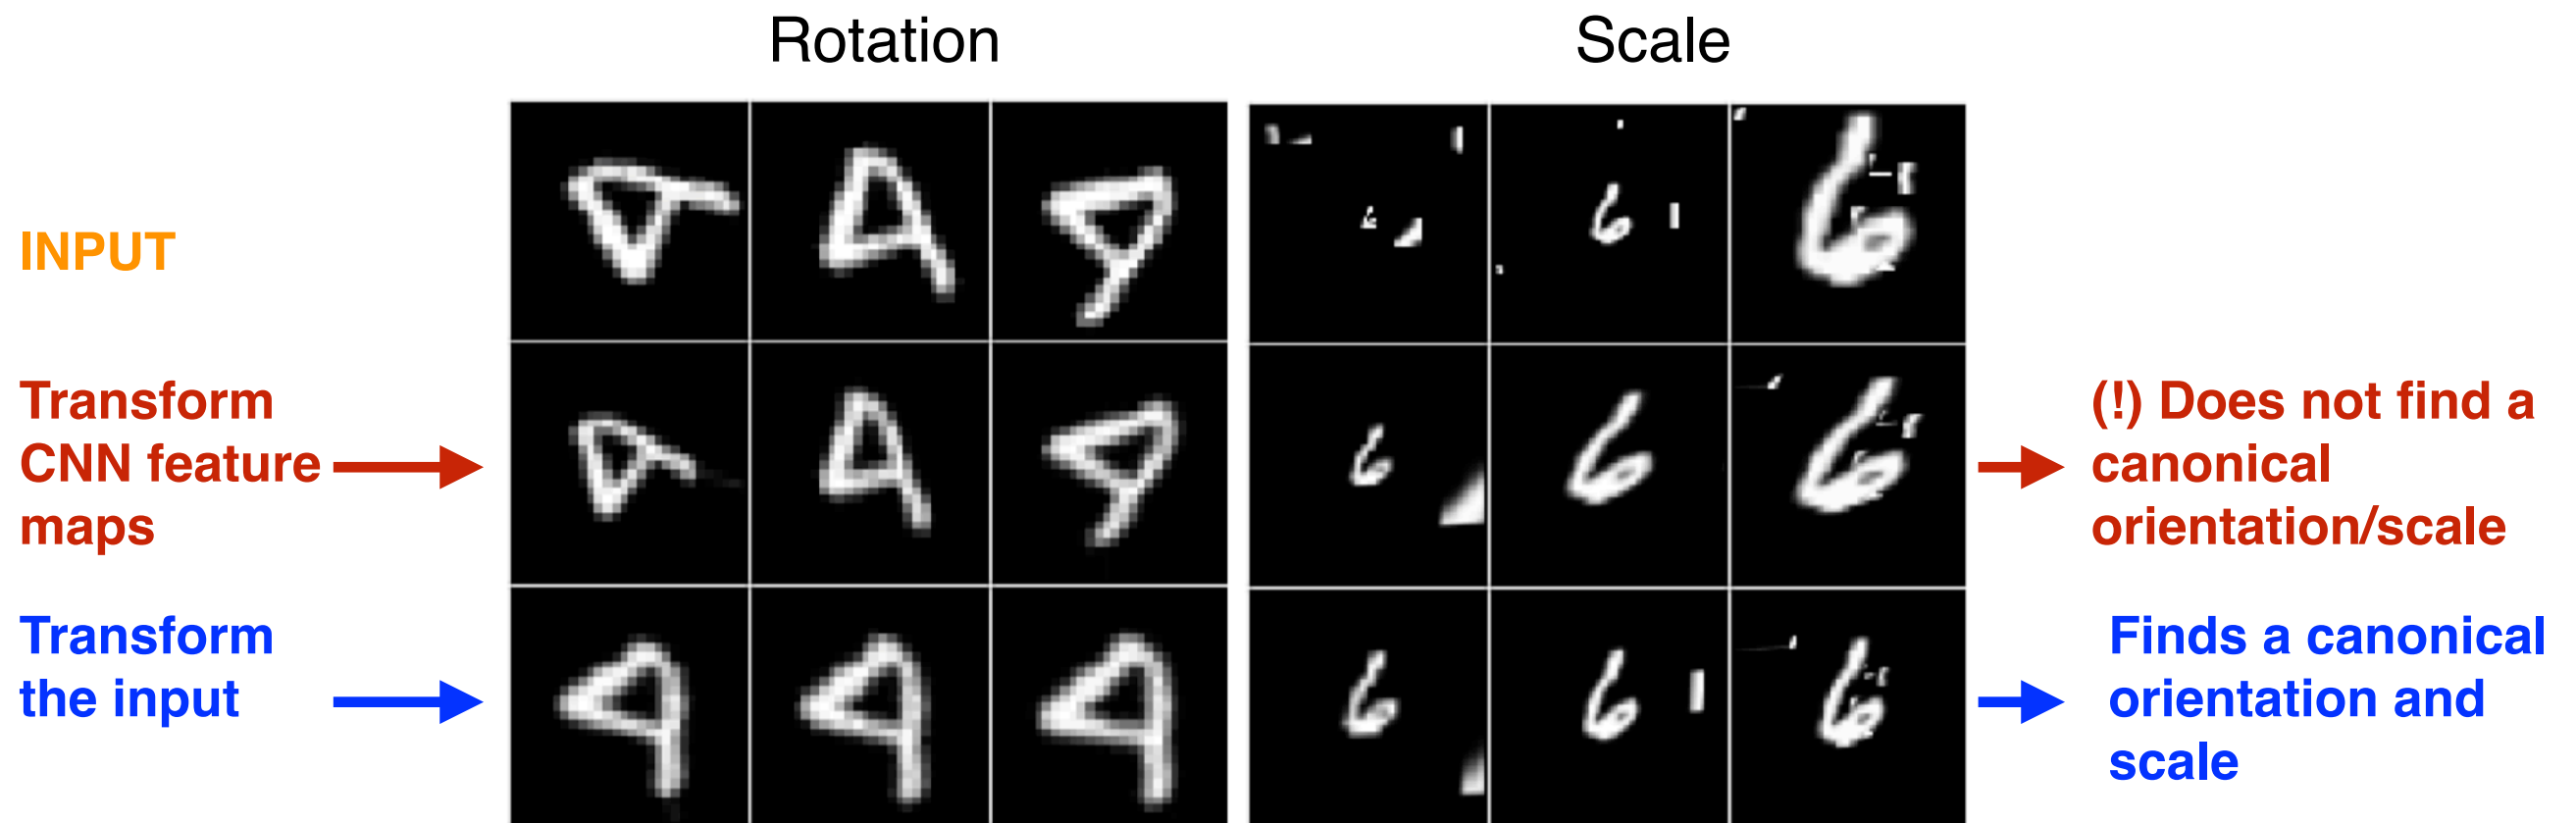 Rotation
Scale
INPUT
Transform
CNN feature
maps
(!) Does not find a
canonical
orientation/scale
Transform
the input
Finds a canonical
orientation and
scale